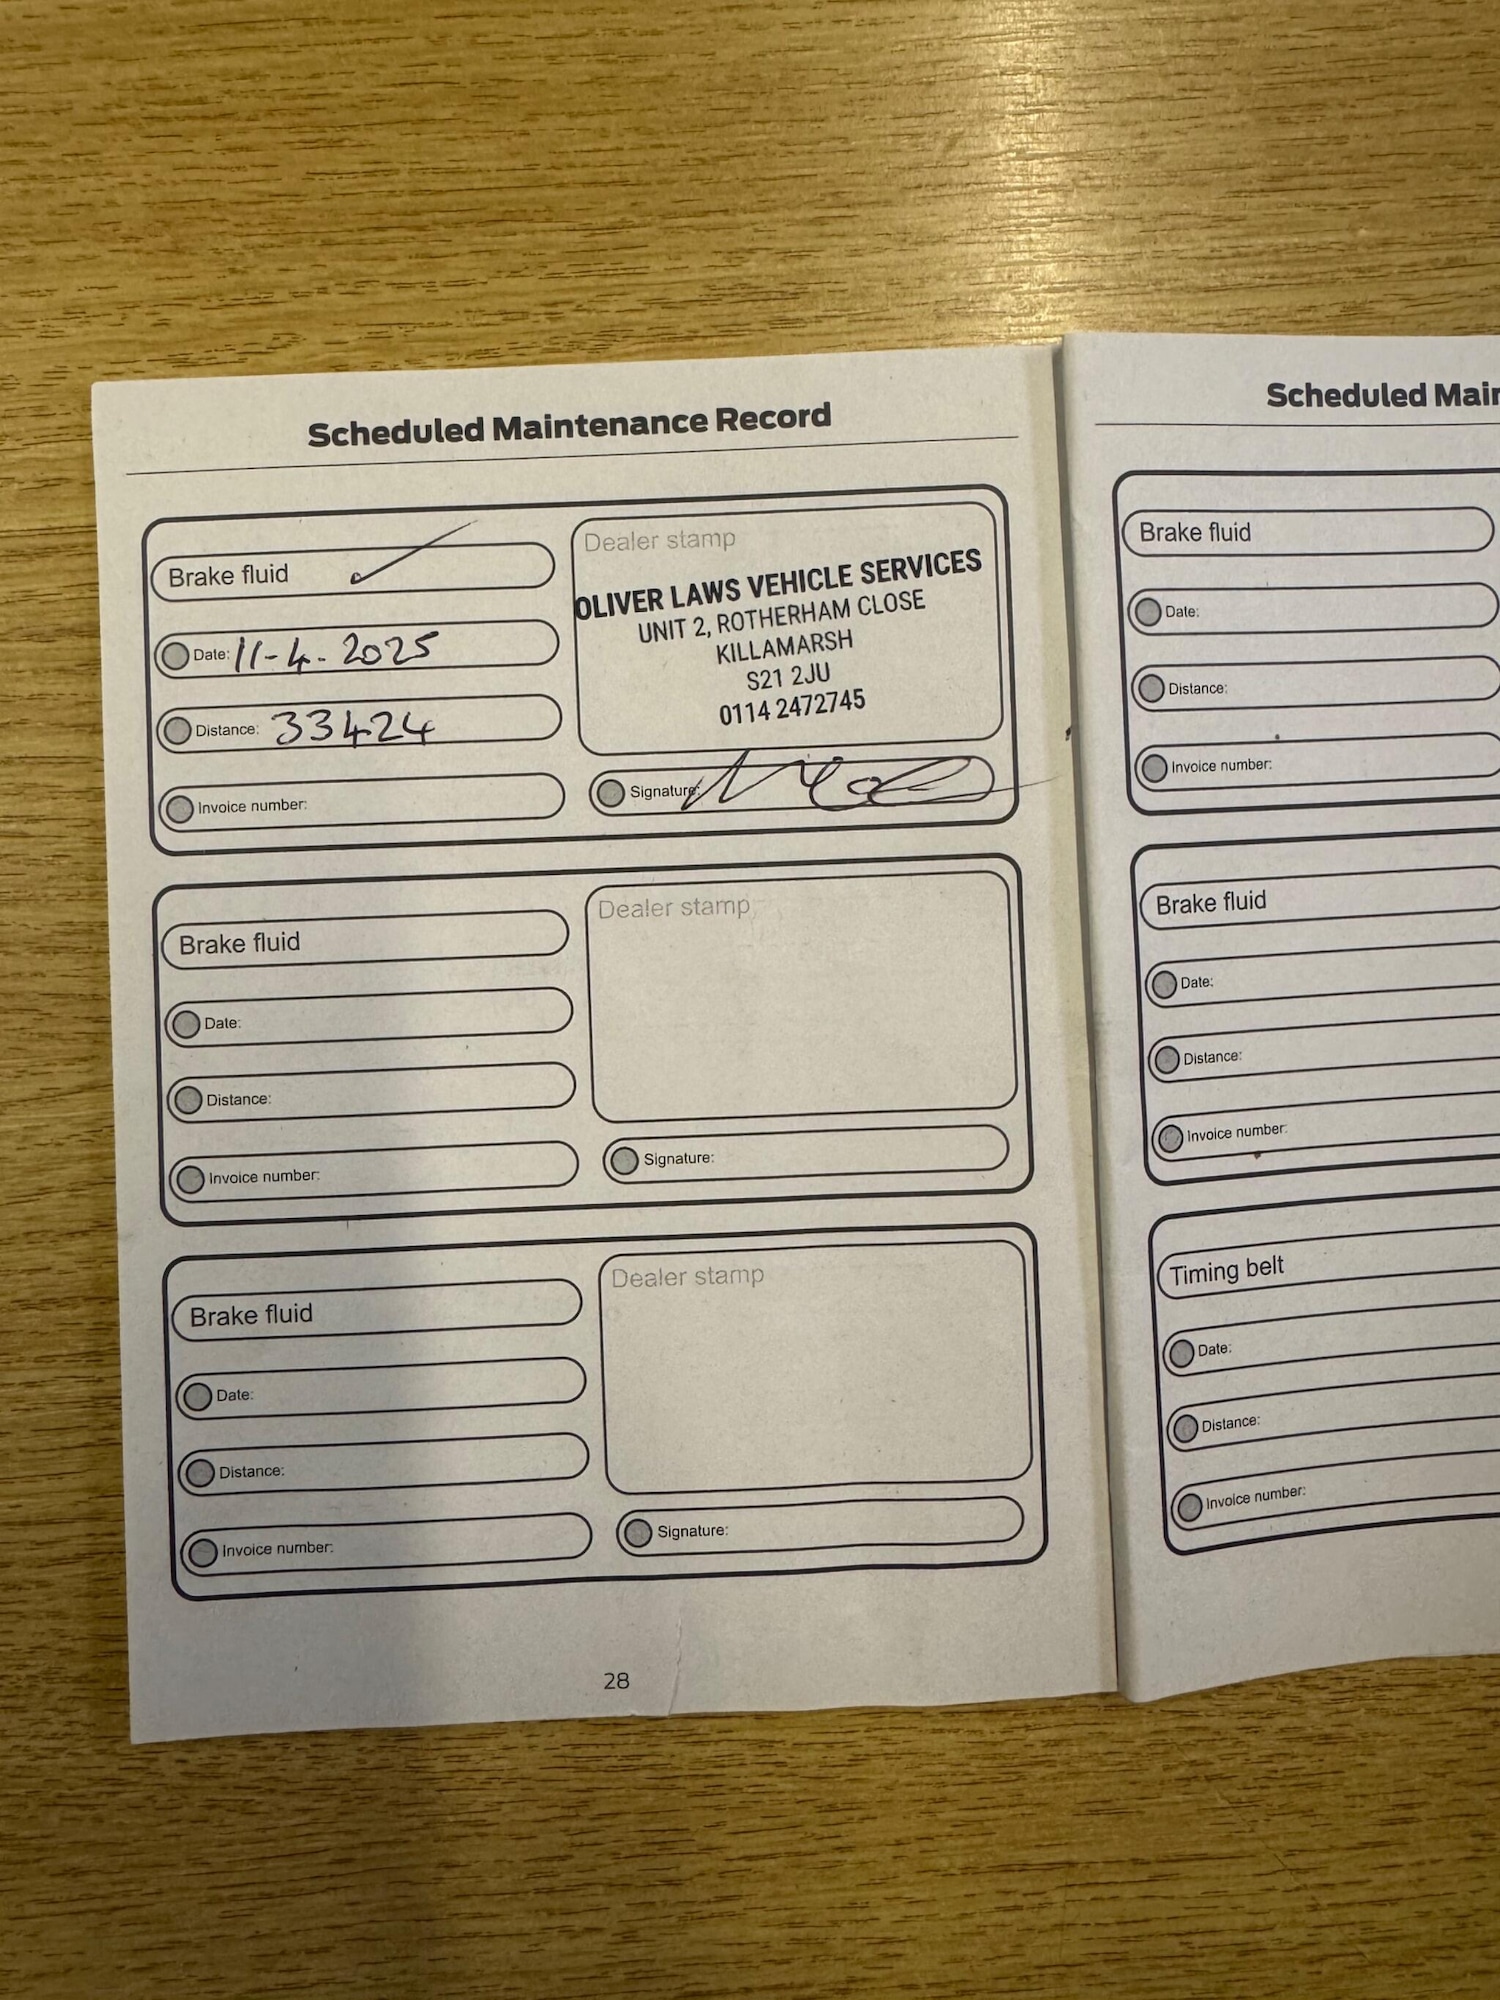 Scheduled Maintenance Record
Brake fluid
Date: 11-4-2025
Distance: 33424
Invoice number:
Dealer stamp
OLIVER LAWS VEHICLE SERVICES
UNIT 2, ROTHERHAM CLOSE
KILLAMARSH
S21 2JU
0114 2472745
Signature:
Brake fluid
Date:
Distance:
Invoice number:
Dealer stamp
Signature:
Brake fluid
Date:
Distance:
Invoice number:
Dealer stamp
Signature:
28
Scheduled Main
Brake fluid
Date:
Distance:
Invoice number:
Brake fluid
Date:
Distance:
Invoice number:
Timing belt
Date:
Distance:
Invoice number: